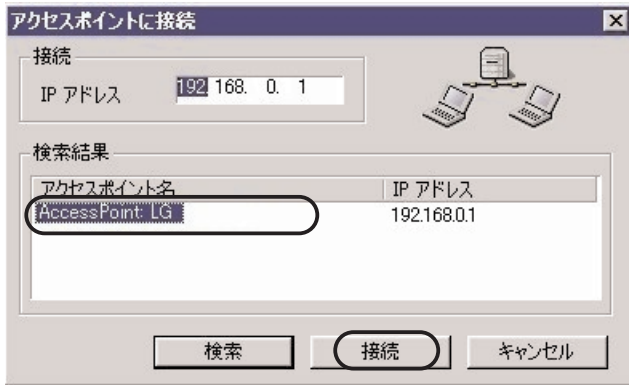 アクセスポイントに接続
接続
IP アドレス 192. 168. 0. 1
検索結果
アクセスポイント名 IP アドレス
AccessPoint: LG 192.168.0.1
検索 接続 キャンセル